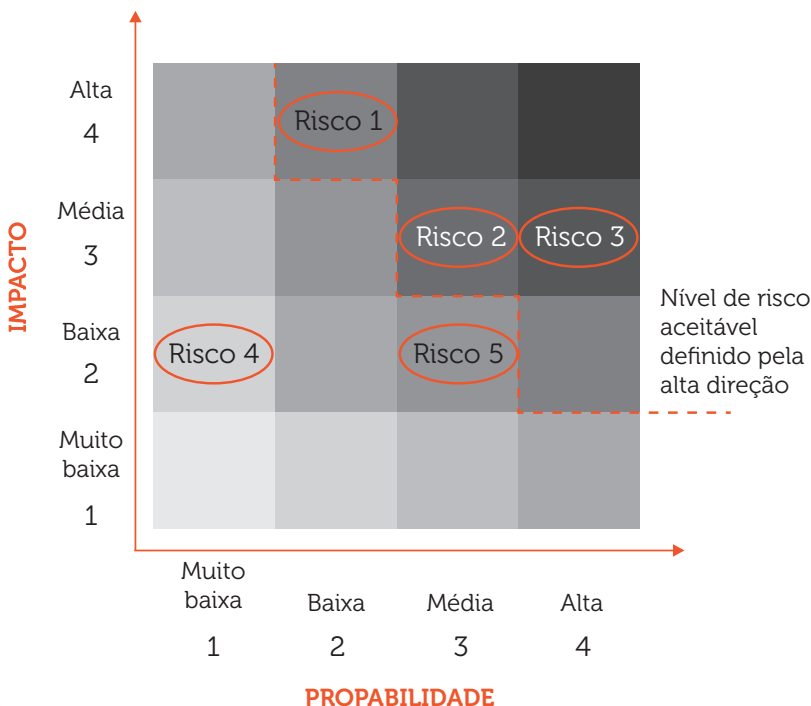 IMPACTO
Alta
4
Risco 1
Média
3
Risco 2
Risco 3
Baixa
2
Risco 4
Risco 5
Nível de risco
aceitável
definido pela
alta direção
Muito
baixa
1
Muito
baixa
1
Baixa
2
Média
3
Alta
4
PROPABILIDADE